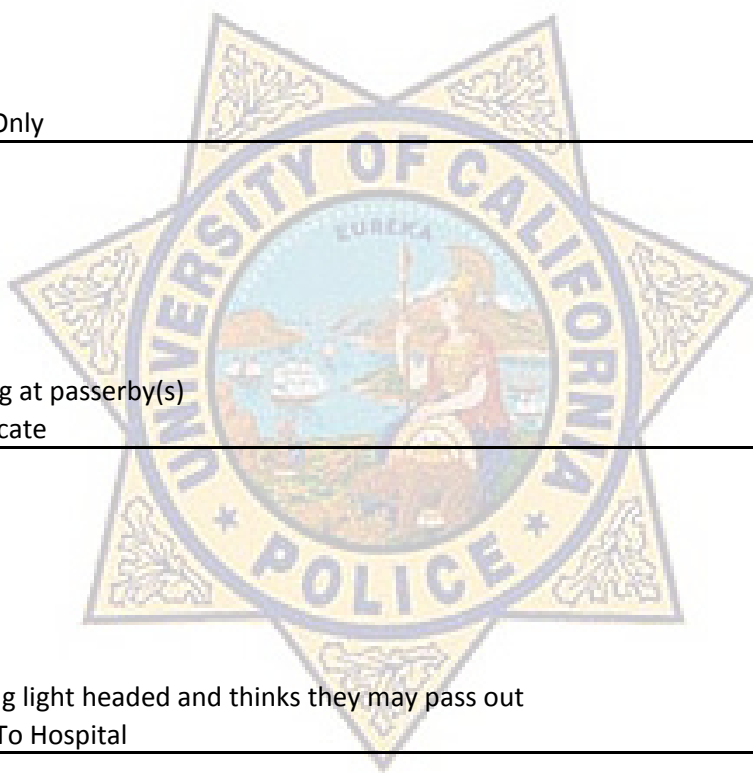 Only
UNIVERSITY OF CALIFORNIA
EUREKA
g at passerby(s)
cate
POLICE
g light headed and thinks they may pass out
To Hospital